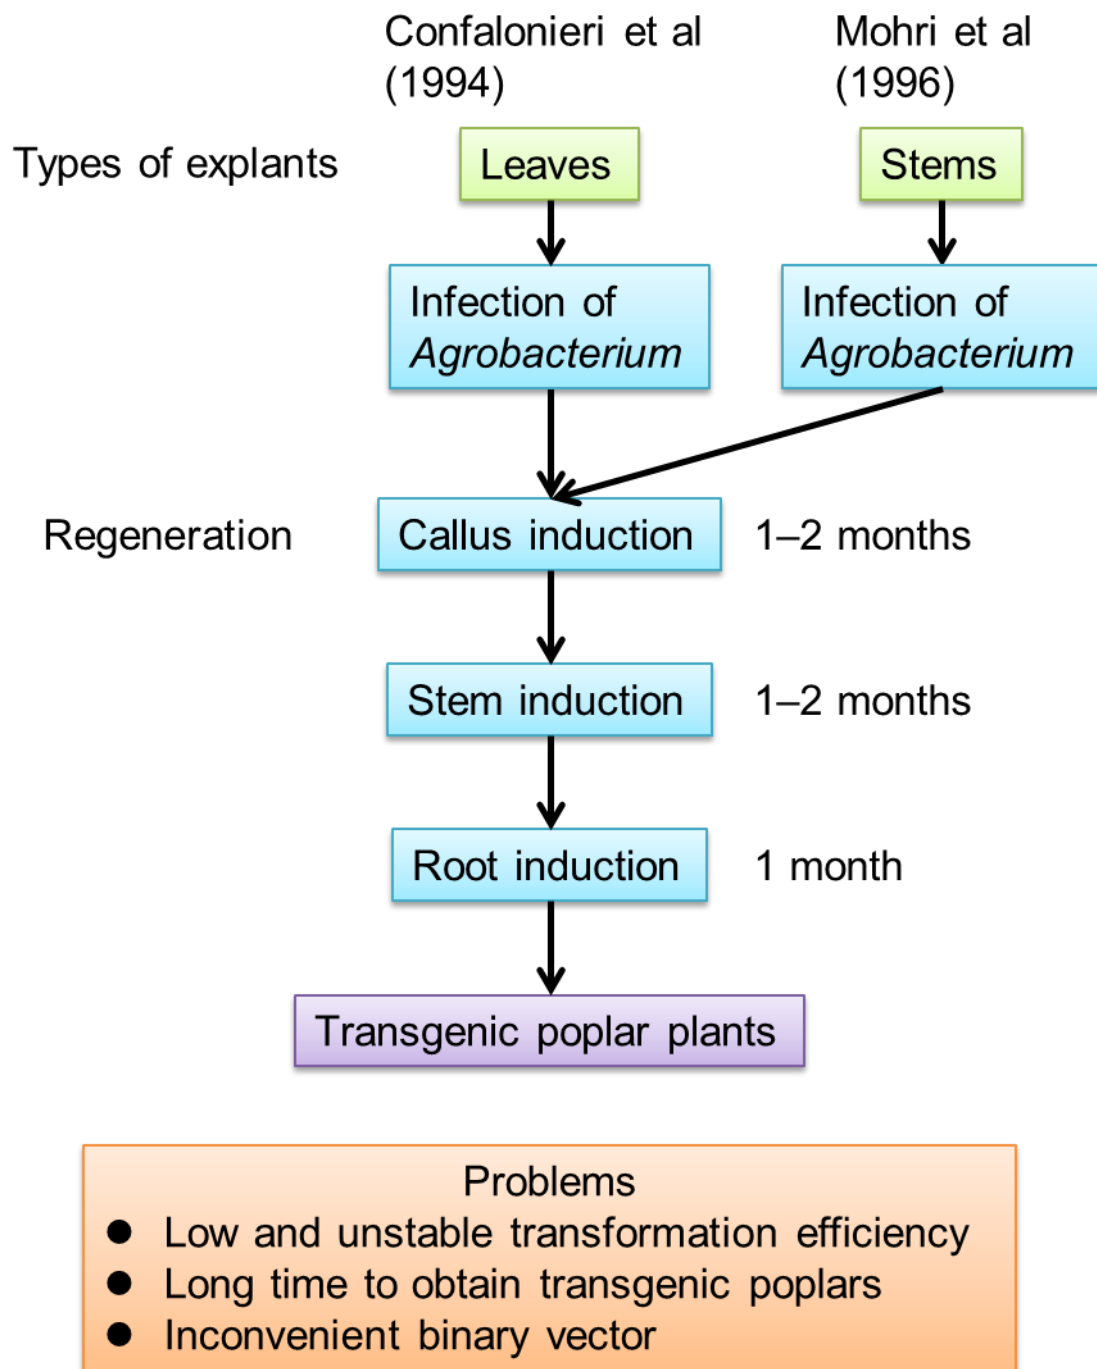 Confalonieri et al
(1994)
Mohri et al
(1996)
Types of explants
Leaves
Stems
Infection of
Agrobacterium
Infection of
Agrobacterium
Regeneration
Callus induction
1–2 months
Stem induction
1–2 months
Root induction
1 month
Transgenic poplar plants
Problems
● Low and unstable transformation efficiency
● Long time to obtain transgenic poplars
● Inconvenient binary vector